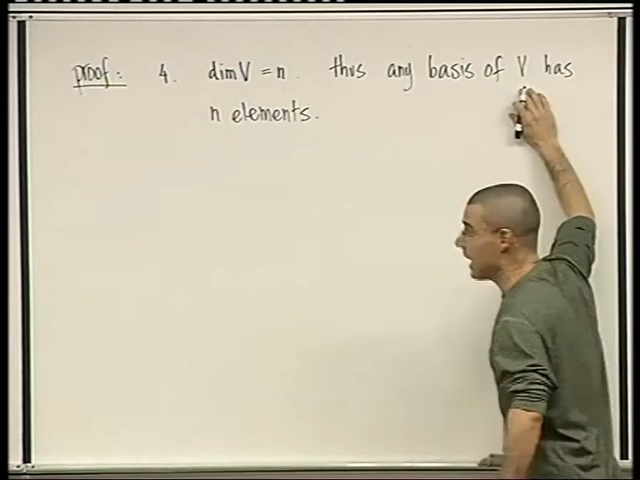 proof: 4. dim V = n. thus any basis of V has
n elements.